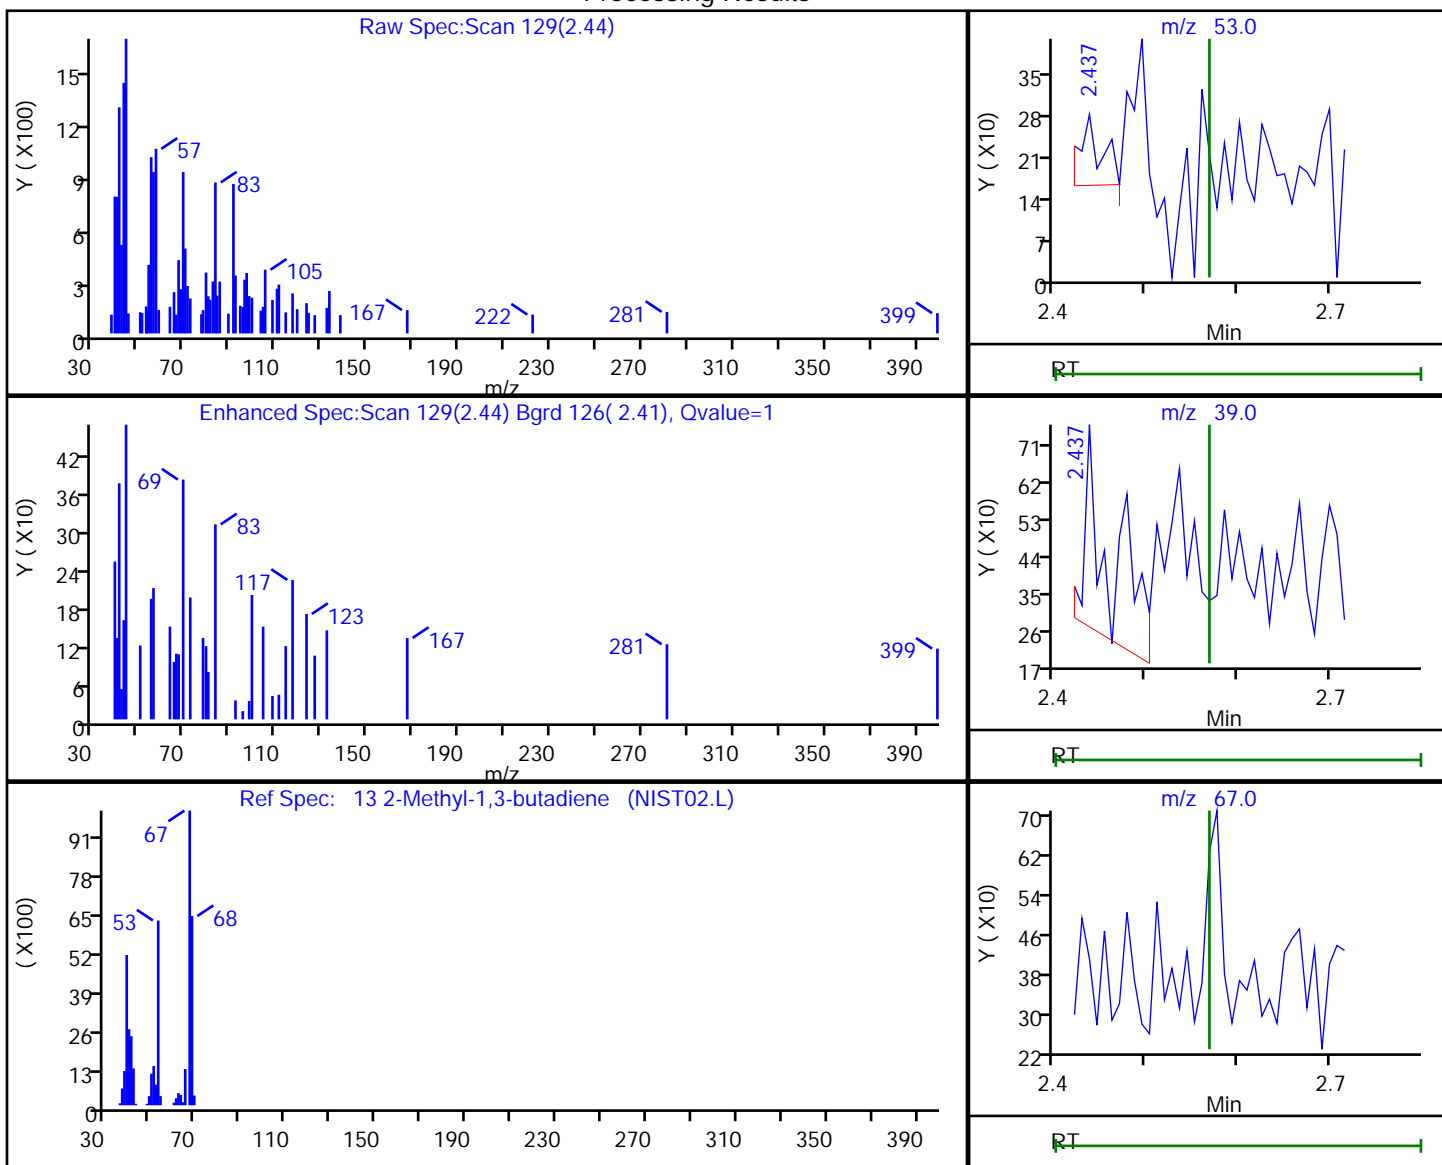 Raw Spec:Scan 129(2.44)
Y ( X100)
15
12
9
6
3
0
57
83
105
167
222
281
399
30 70 110 150 190 230 270 310 350 390
m/z
m/z 53.0
Y ( X10)
35
28
21
14
7
0
2.437
2.4 2.7
Min
RT
Enhanced Spec:Scan 129(2.44) Bgrd 126( 2.41), Qvalue=1
Y ( X10)
42
36
30
24
18
12
6
0
69
83
117
123
167
281
399
30 70 110 150 190 230 270 310 350 390
m/z
m/z 39.0
Y ( X10)
71
62
53
44
35
26
17
2.437
2.4 2.7
Min
RT
Ref Spec: 13 2-Methyl-1,3-butadiene (NIST02.L)
( X100)
91
78
65
52
39
26
13
0
67
53
68
30 70 110 150 190 230 270 310 350 390
m/z 67.0
Y ( X10)
70
62
54
46
38
30
22
2.4 2.7
Min
RT